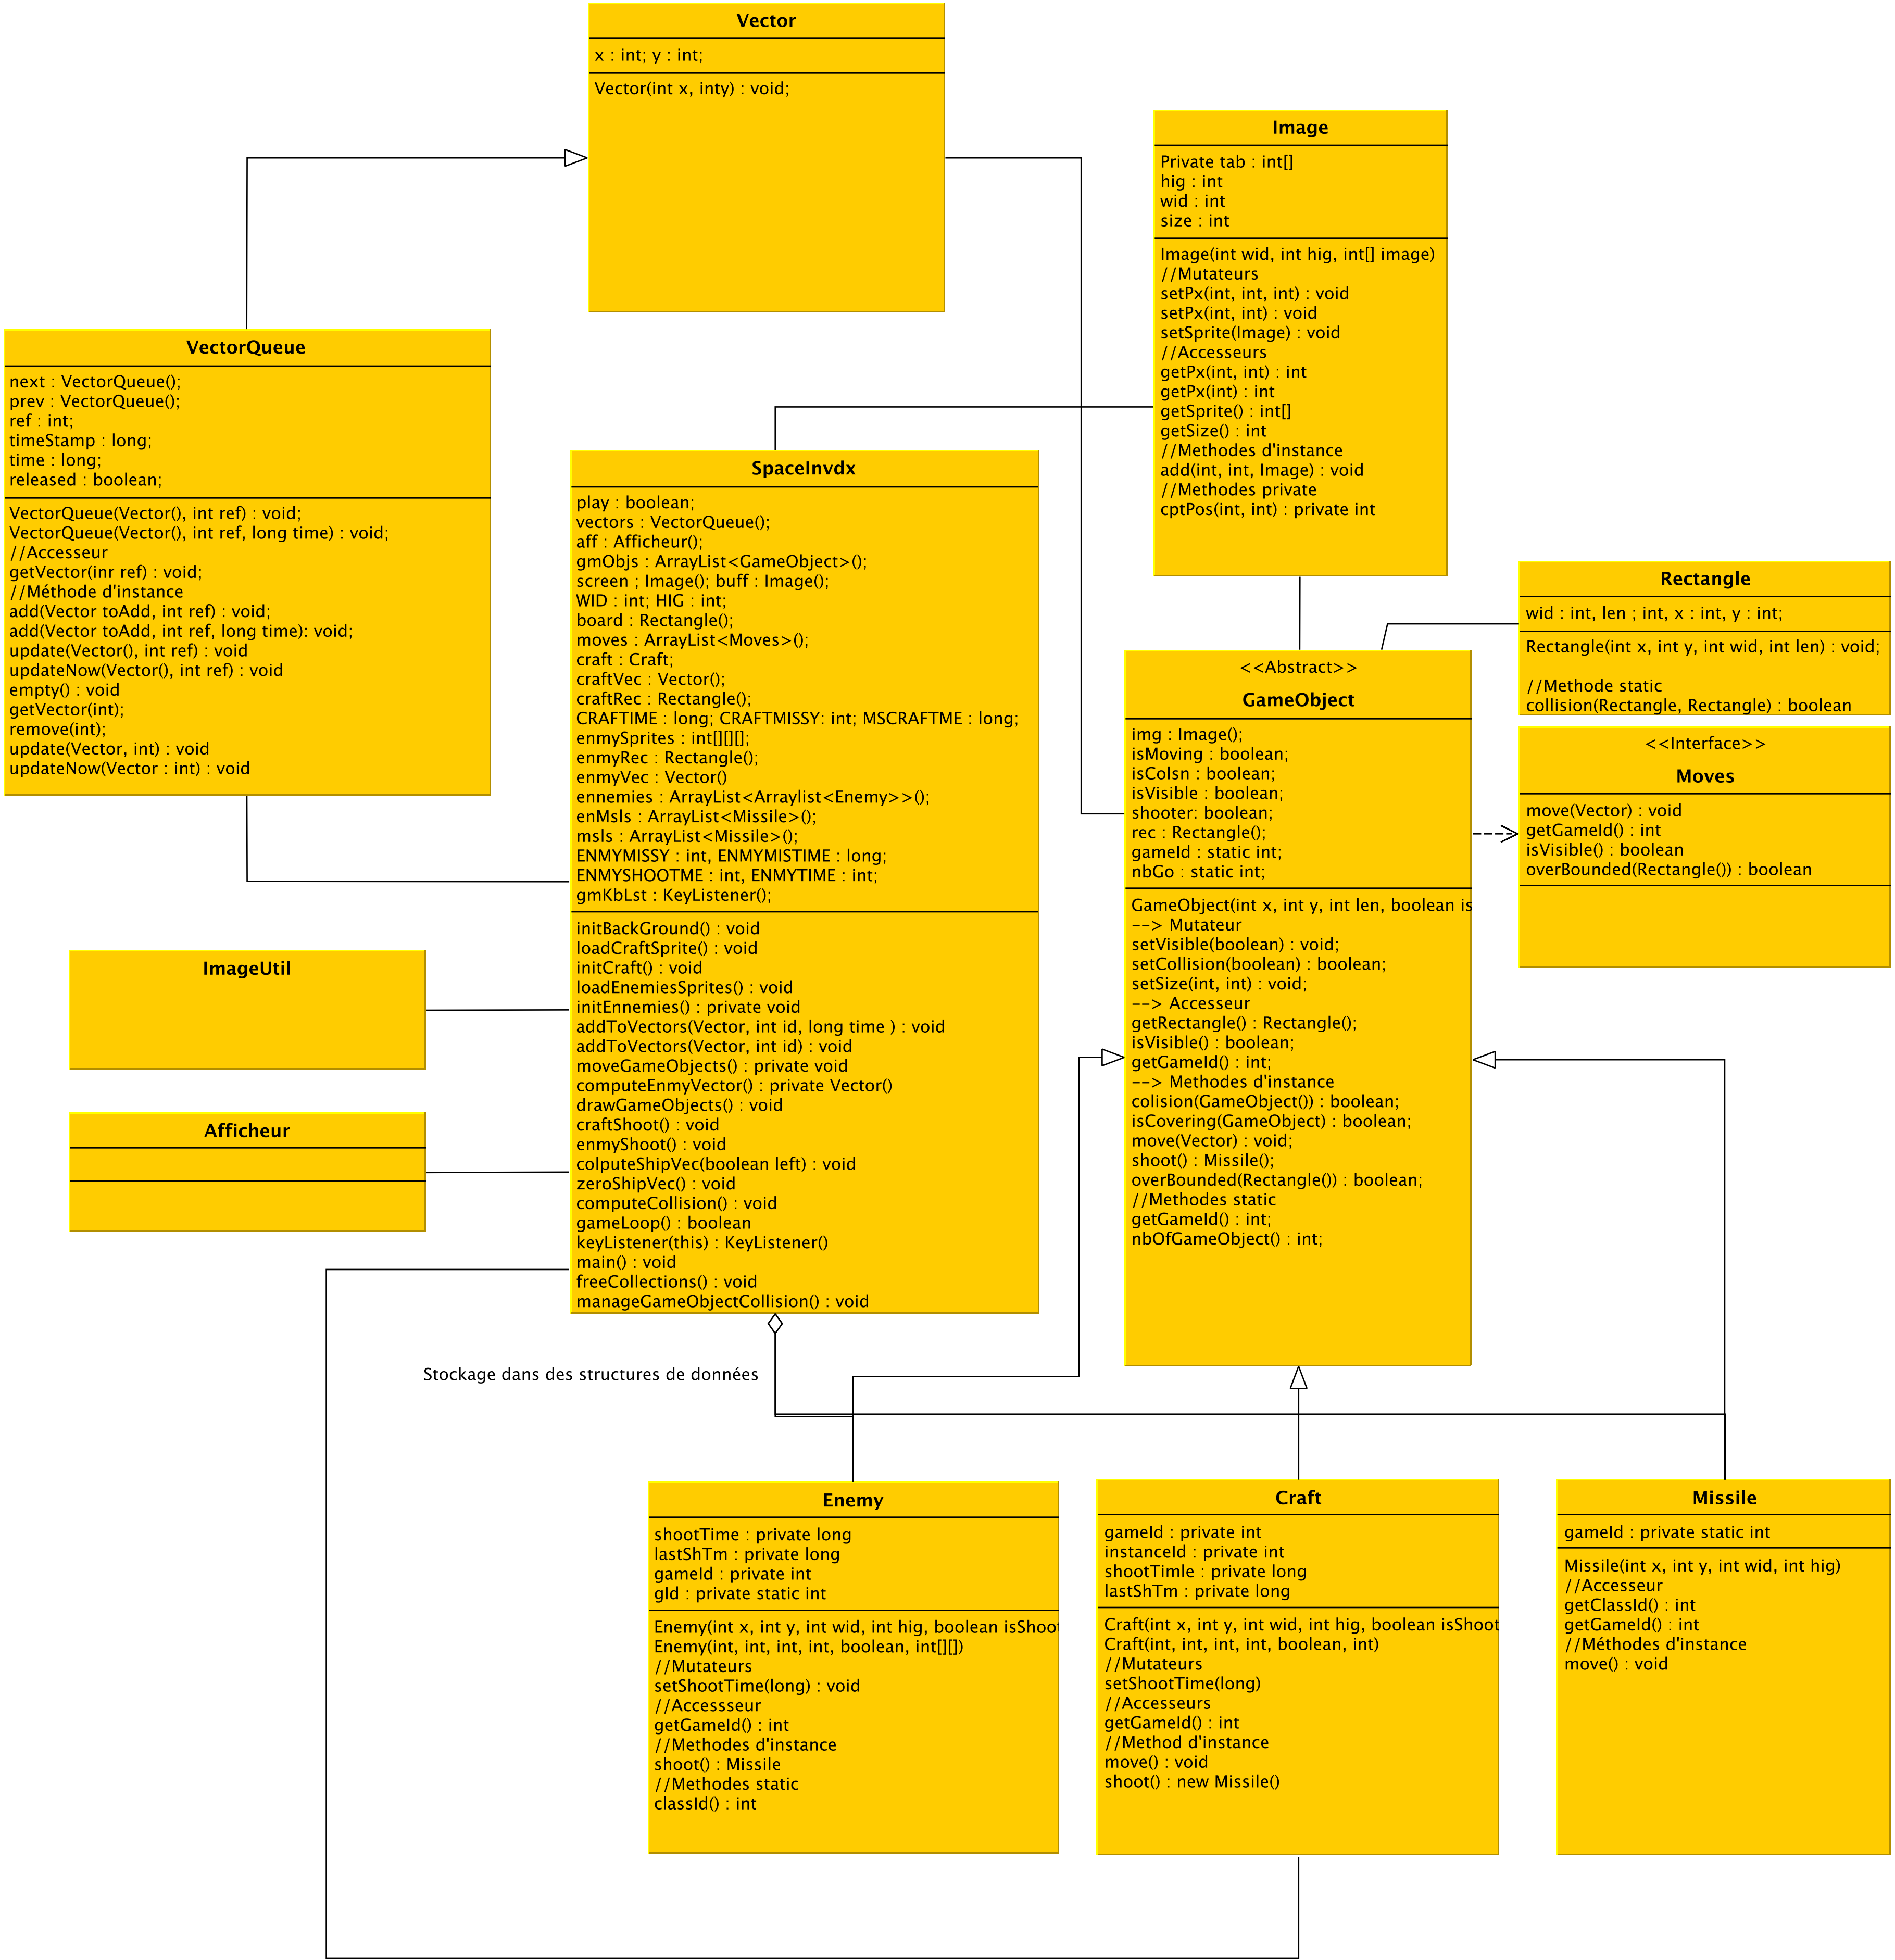 Vector
x : int; y : int;
Vector(int x, inty) : void;
Image
Private tab : int[]
hig : int
wid : int
size : int
Image(int wid, int hig, int[] image)
//Mutateurs
setPx(int, int, int) : void
setPx(int, int) : void
setSprite(Image) : void
//Accesseurs
getPx(int, int) : int
getPx(int) : int
getSprite() : int[]
getSize() : int
//Methodes d'instance
add(int, int, Image) : void
//Methodes private
cptPos(int, int) : private int
VectorQueue
next : VectorQueue();
prev : VectorQueue();
ref : int;
timeStamp : long;
time : long;
released : boolean;
VectorQueue(Vector(), int ref) : void;
VectorQueue(Vector(), int ref, long time) : void;
//Accesseur
getVector(inr ref) : void;
//Méthode d'instance
add(Vector toAdd, int ref) : void;
add(Vector toAdd, int ref, long time): void;
update(Vector(), int ref) : void
updateNow(Vector(), int ref) : void
empty() : void
getVector(int);
remove(int);
update(Vector, int) : void
updateNow(Vector : int) : void
SpaceInvdx
play : boolean;
vectors : VectorQueue();
aff : Afficheur();
gmObjs : ArrayList<GameObject>();
screen ; Image(); buff : Image();
WID : int; HIG : int;
board : Rectangle();
moves : ArrayList<Moves>();
craft : Craft;
craftVec : Vector();
craftRec : Rectangle();
CRAFTIME : long; CRAFTMISSY: int; MSCRAFTME : long;
enmySprites : int[][][];
enmyRec : Rectangle();
enmyVec : Vector()
ennemies : ArrayList<Arraylist<Enemy>>();
enMsls : ArrayList<Missile>();
msls : ArrayList<Missile>();
ENMYMISSY : int, ENMYMISTIME : long;
ENMYSHOOTME : int, ENMYTIME : int;
gmKbLst : KeyListener();
initBackGround() : void
loadCraftSprite() : void
initCraft() : void
loadEnemiesSprites() : void
initEnnemies() : private void
addToVectors(Vector, int id, long time ) : void
addToVectors(Vector, int id) : void
moveGameObjects() : private void
computeEnmyVector() : private Vector()
drawGameObjects() : void
craftShoot() : void
enmyShoot() : void
colputeShipVec(boolean left) : void
zeroShipVec() : void
computeCollision() : void
gameLoop() : boolean
keyListener(this) : KeyListener()
main() : void
freeCollections() : void
manageGameObjectCollision() : void
Rectangle
wid : int, len ; int, x : int, y : int;
Rectangle(int x, int y, int wid, int len) : void;
//Methode static
collision(Rectangle, Rectangle) : boolean
<<Abstract>>
GameObject
img : Image();
isMoving : boolean;
isColsn : boolean;
isVisible : boolean;
shooter: boolean;
rec : Rectangle();
gameId : static int;
nbGo : static int;
GameObject(int x, int y, int len, boolean is
--> Mutateur
setVisible(boolean) : void;
setCollision(boolean) : boolean;
setSize(int, int) : void;
--> Accesseur
getRectangle() : Rectangle();
isVisible() : boolean;
getGameId() : int;
--> Methodes d'instance
colision(GameObject()) : boolean;
isCovering(GameObject) : boolean;
move(Vector) : void;
shoot() : Missile();
overBounded(Rectangle()) : boolean;
//Methodes static
getGameId() : int;
nbOfGameObject() : int;
<<Interface>>
Moves
move(Vector) : void
getGameId() : int
isVisible() : boolean
overBounded(Rectangle()) : boolean
ImageUtil
Afficheur
Stockage dans des structures de données
Enemy
shootTime : private long
lastShTm : private long
gameId : private int
gId : private static int
Enemy(int x, int y, int wid, int hig, boolean isShoot
Enemy(int, int, int, int, boolean, int[][])
//Mutateurs
setShootTime(long) : void
//Accessseur
getGameId() : int
//Methodes d'instance
shoot() : Missile
//Methodes static
classId() : int
Craft
gameId : private int
instanceId : private int
shootTimle : private long
lastShTm : private long
Craft(int x, int y, int wid, int hig, boolean isShoot
Craft(int, int, int, int, boolean, int)
//Mutateurs
setShootTime(long)
//Accesseurs
getGameId() : int
//Method d'instance
move() : void
shoot() : new Missile()
Missile
gameId : private static int
Missile(int x, int y, int wid, int hig)
//Accesseur
getClassId() : int
getGameId() : int
//Méthodes d'instance
move() : void